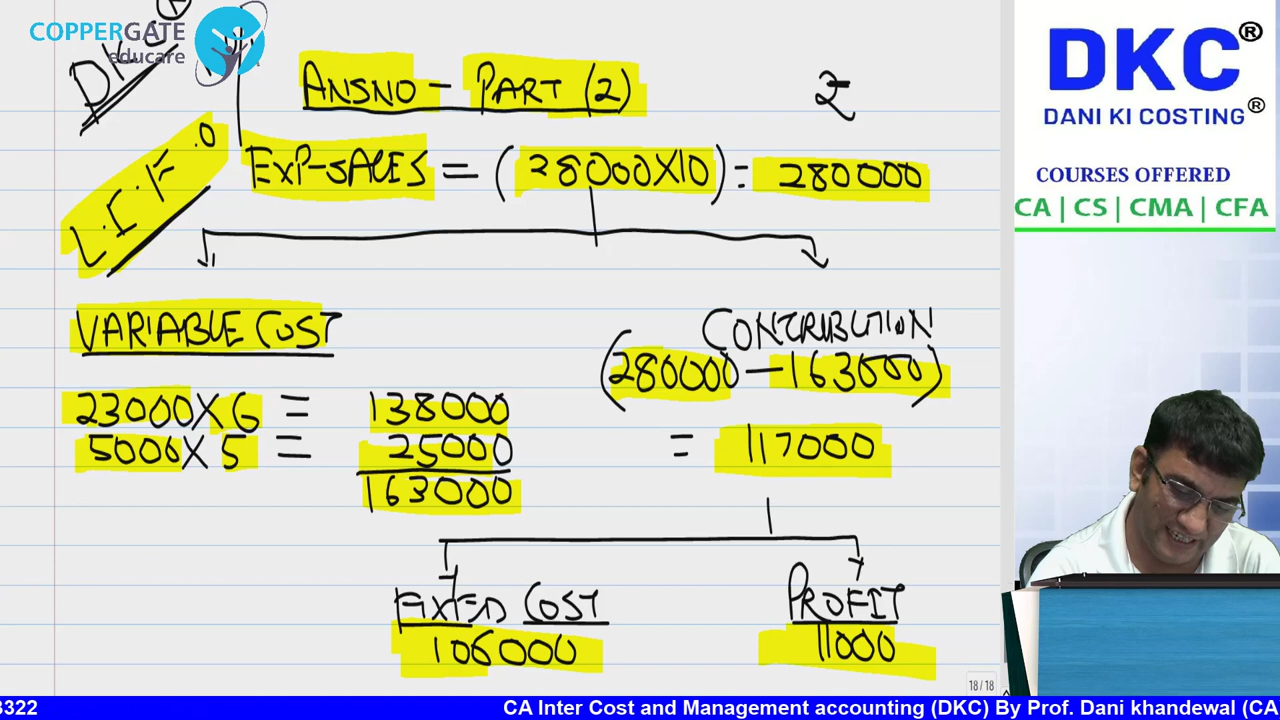 COPPERGATE
educare
ANSNO - PART (2)
₹
L.I.F.O
EXP-SALES = (28000X10) = 280000
VARIABLE COST
CONTRIBUTION
(280000 - 163000)
23000X6 = 138000
5000X5 = 25000
163000
= 117000
FIXED COST
PROFIT
106000
11000
18/18
DKC®
DANI KI COSTING®
COURSES OFFERED
CA | CS | CMA | CFA
3322
CA Inter Cost and Management accounting (DKC) By Prof. Dani khandewal (CA